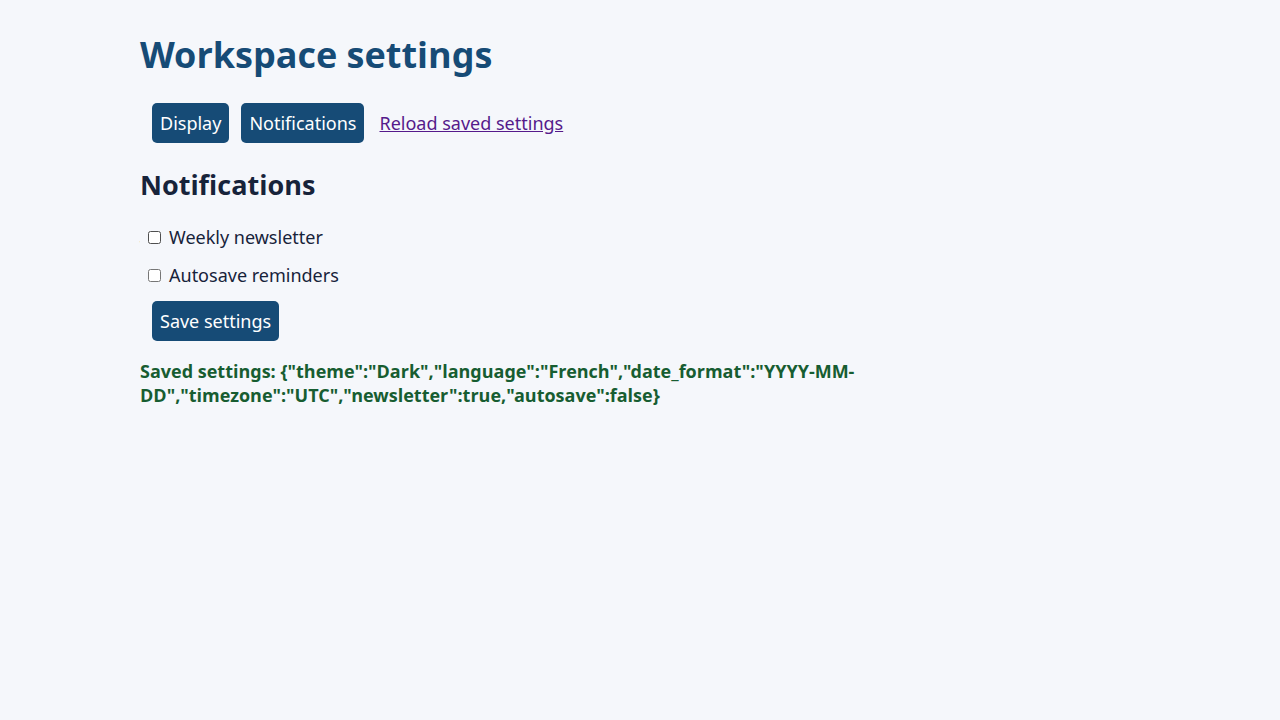 Workspace settings
Display Notifications Reload saved settings
Notifications
Weekly newsletter
Autosave reminders
Save settings
Saved settings: {"theme":"Dark","language":"French","date_format":"YYYY-MM-
DD","timezone":"UTC","newsletter":true,"autosave":false}